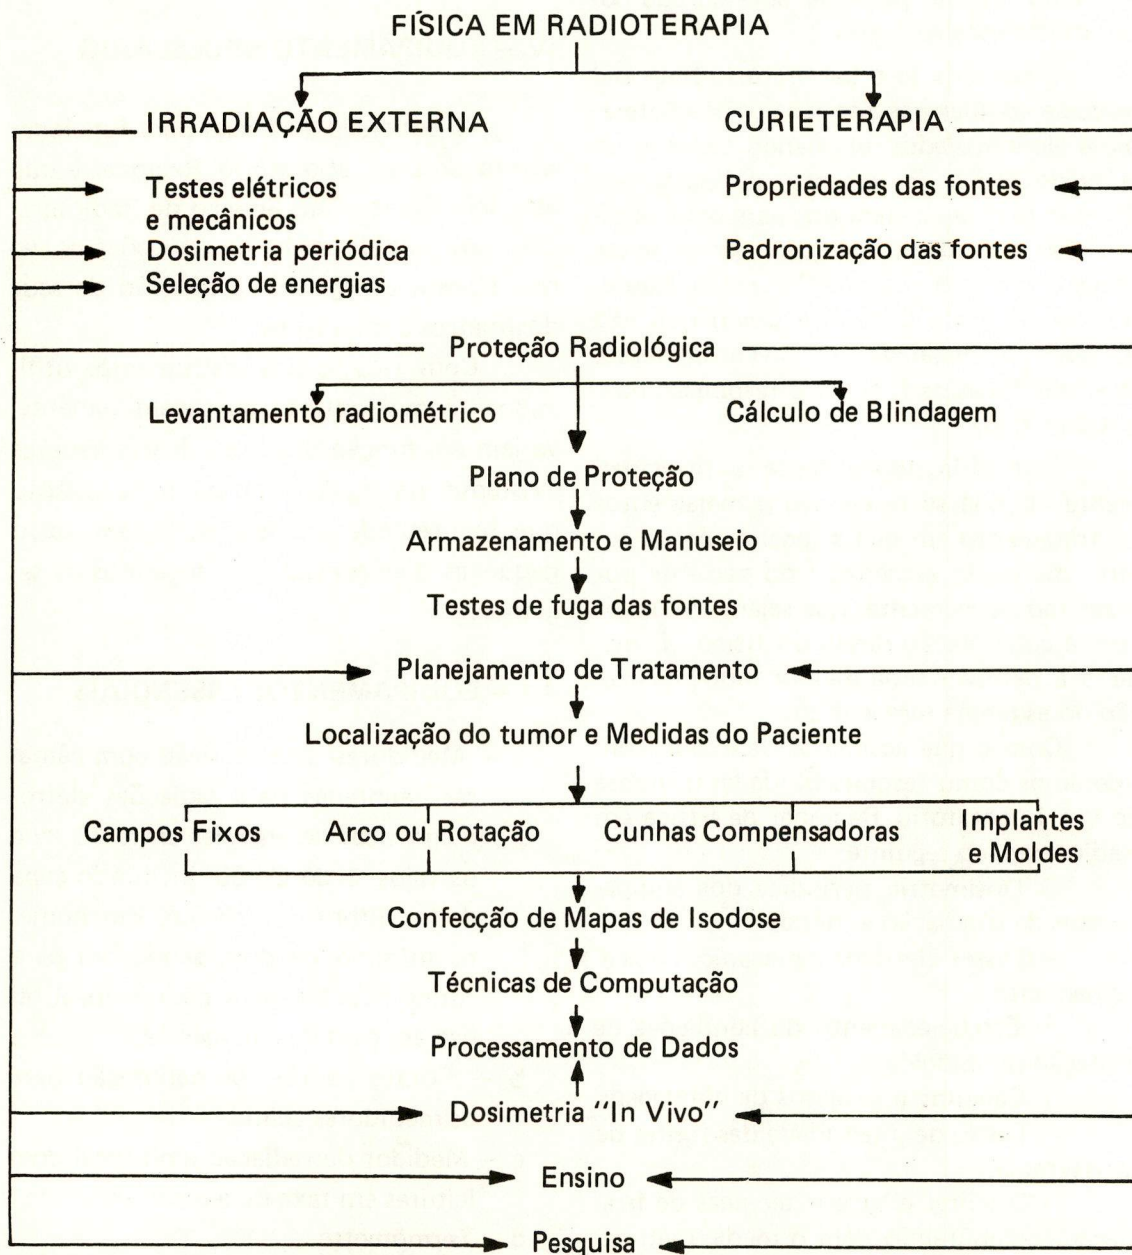 FÍSICA EM RADIOTERAPIA
IRRADIAÇÃO EXTERNA
CURIETERAPIA
Testes elétricos
e mecânicos
Dosimetria periódica
Seleção de energias
Propriedades das fontes
Padronização das fontes
Proteção Radiológica
Levantamento radiométrico
Cálculo de Blindagem
Plano de Proteção
Armazenamento e Manuseio
Testes de fuga das fontes
Planejamento de Tratamento
Localização do tumor e Medidas do Paciente
Campos Fixos
Arco ou Rotação
Cunhas Compensadoras
Implantes
e Moldes
Confecção de Mapas de Isodose
Técnicas de Computação
Processamento de Dados
Dosimetria "In Vivo"
Ensino
Pesquisa